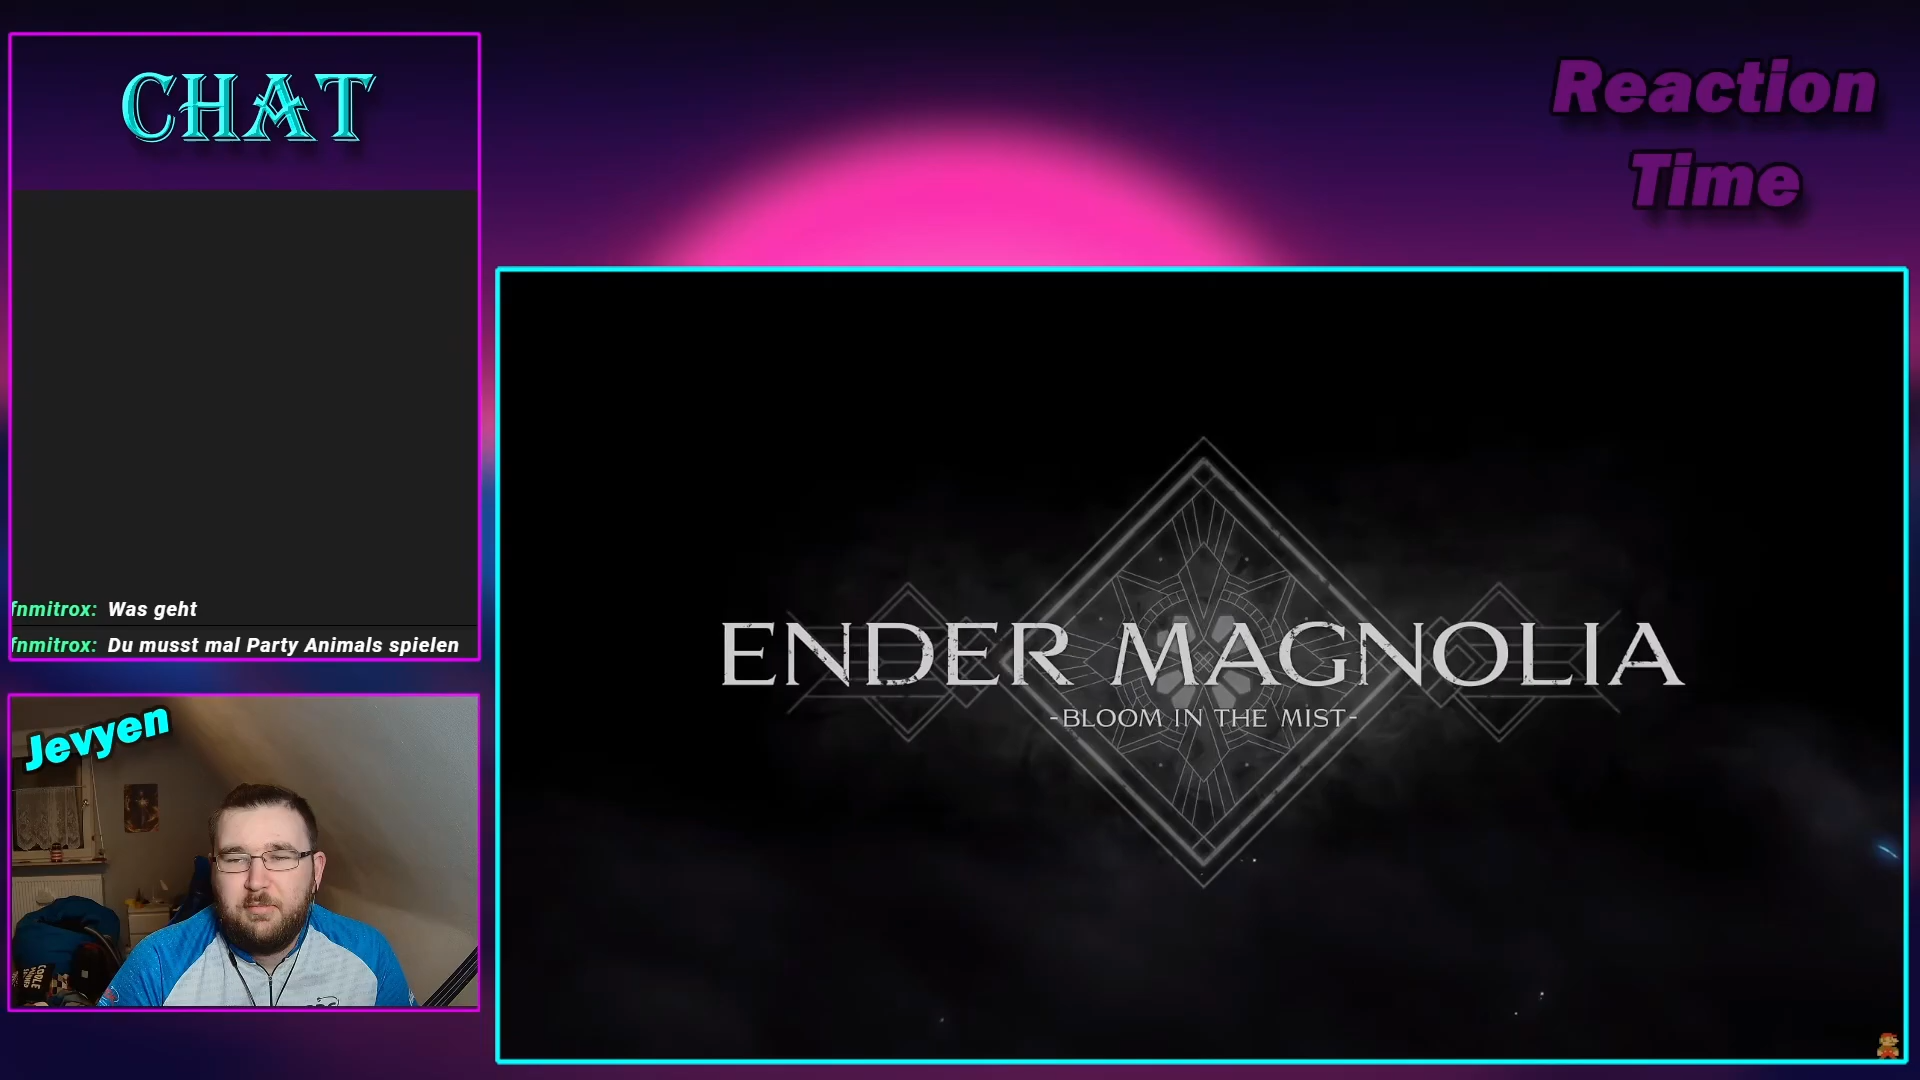 CHAT
Reaction
Time
fnmitrox: Was geht
fnmitrox: Du musst mal Party Animals spielen
ENDER MAGNOLIA
-BLOOM IN THE MIST-
Jevyen